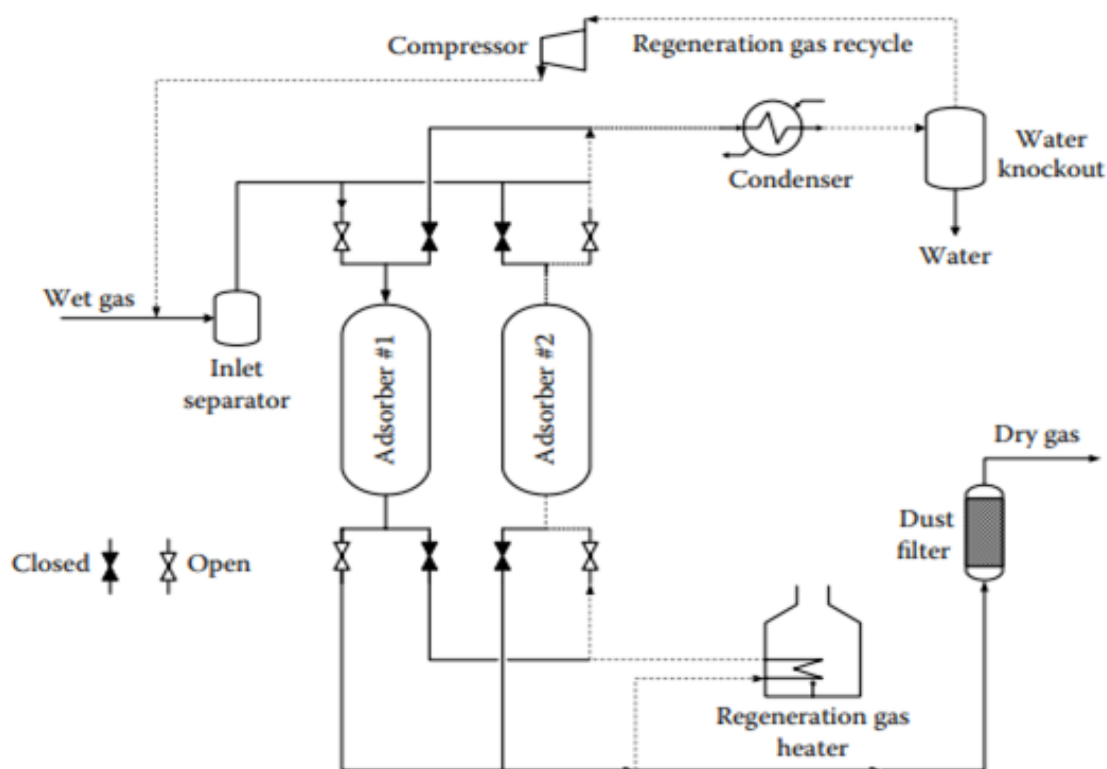 Compressor
Regeneration gas recycle
Condenser
Water
knockout
Water
Wet gas
Inlet
separator
Adsorber #1
Adsorber #2
Dry gas
Dust
filter
Closed
Open
Regeneration gas
heater